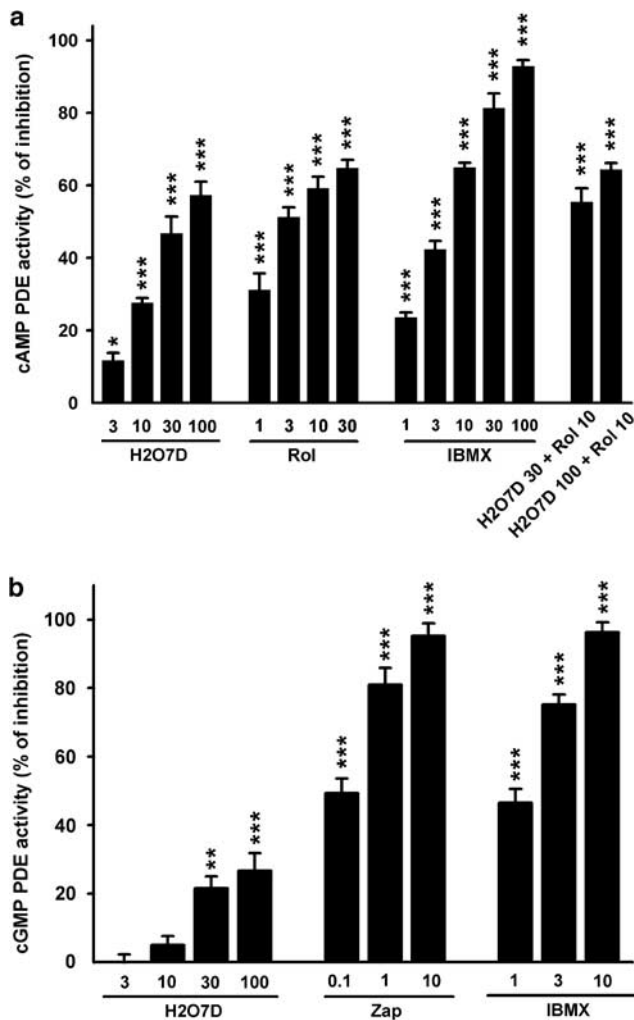 a
cAMP PDE activity (% of inhibition)
100
80
60
40
20
0
* *** *** ***
*** *** *** ***
*** *** *** *** ***
*** ***
3 10 30 100
1 3 10 30
1 3 10 30 100
H2O7D
Rol
IBMX
H2O7D 30 + Rol 10
H2O7D 100 + Rol 10
b
cGMP PDE activity (% of inhibition)
100
80
60
40
20
0
** ***
*** *** ***
*** *** ***
3 10 30 100
0.1 1 10
1 3 10
H2O7D
Zap
IBMX